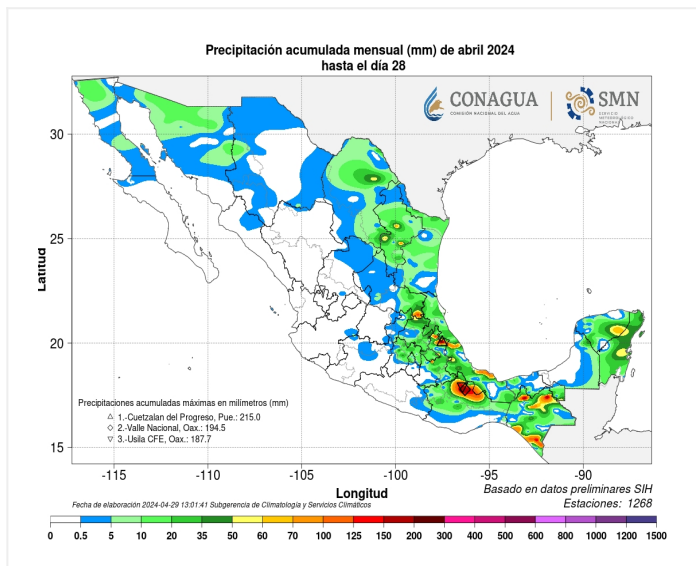 Precipitación acumulada mensual (mm) de abril 2024
hasta el día 28
CONAGUA
COMISIÓN NACIONAL DEL AGUA
SMN
SERVICIO
METEOROLÓGICO
NACIONAL
30
25
20
15
Latitud
Precipitaciones acumuladas máximas en milímetros (mm)
1.-Cuetzalan del Progreso, Pue.: 215.0
2.-Valle Nacional, Oax.: 194.5
3.-Usila CFE, Oax.: 187.7
-115 -110 -105 -100 -95 -90
Longitud
Basado en datos preliminares SIH
Fecha de elaboración 2024-04-29 13:01:41 Subgerencia de Climatología y Servicios Climáticos
Estaciones: 1268
0 0.5 5 10 20 35 50 60 70 100 125 150 200 300 400 500 600 800 1000 1200 1500